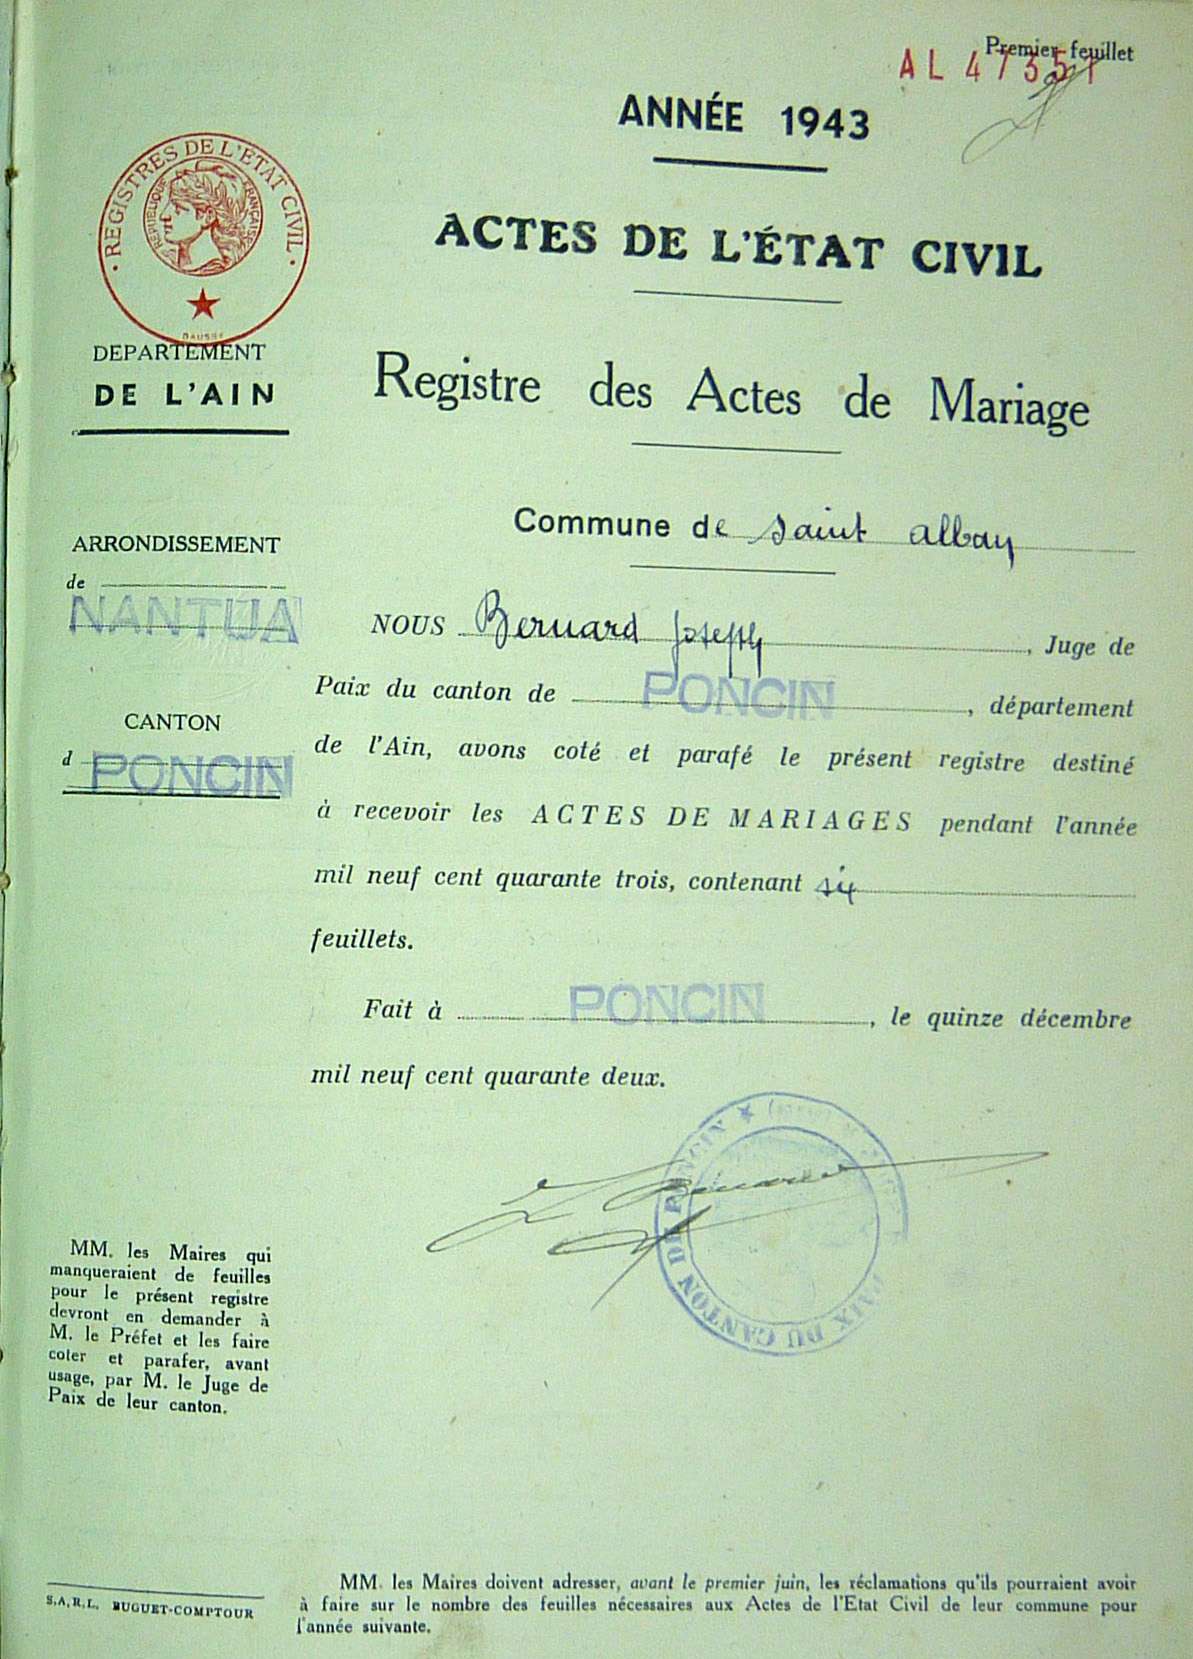 Premier feuillet
AL 47351
ANNÉE 1943
REGISTRES DE L'ÉTAT CIVIL
REPUBLIQUE FRANÇAISE
DEPARTEMENT
DE L'AIN
ACTES DE L'ÉTAT CIVIL
Registre des Actes de Mariage
Commune de Saint Alban
ARRONDISSEMENT
de
NANTUA
CANTON
d PONCIN
NOUS Bernard Joseph, Juge de
Paix du canton de PONCIN, département
de l'Ain, avons coté et parafé le présent registre destiné
à recevoir les ACTES DE MARIAGES pendant l'année
mil neuf cent quarante trois, contenant six
feuillets.
Fait à PONCIN, le quinze décembre
mil neuf cent quarante deux.
PAIX DU CANTON DE PONCIN
MM. les Maires qui
manqueraient de feuilles
pour le présent registre
devront en demander à
M. le Préfet et les faire
coter et parafer, avant
usage, par M. le Juge de
Paix de leur canton.
S.A.R.L. BUGUET-COMPTOUR
MM. les Maires doivent adresser, avant le premier juin, les réclamations qu'ils pourraient avoir
à faire sur le nombre des feuilles nécessaires aux Actes de l'Etat Civil de leur commune pour
l'année suivante.